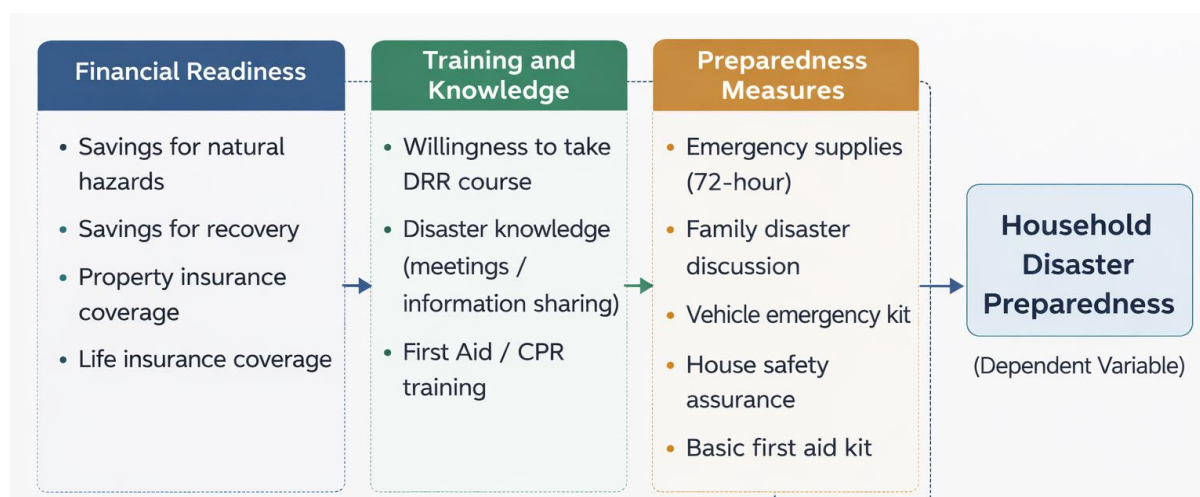 Financial Readiness
• Savings for natural
hazards
• Savings for recovery
• Property insurance
coverage
• Life insurance coverage
Training and
Knowledge
• Willingness to take
DRR course
• Disaster knowledge
(meetings /
information sharing)
• First Aid / CPR
training
Preparedness
Measures
• Emergency supplies
(72-hour)
• Family disaster
discussion
• Vehicle emergency kit
• House safety
assurance
• Basic first aid kit
Household
Disaster
Preparedness
(Dependent Variable)